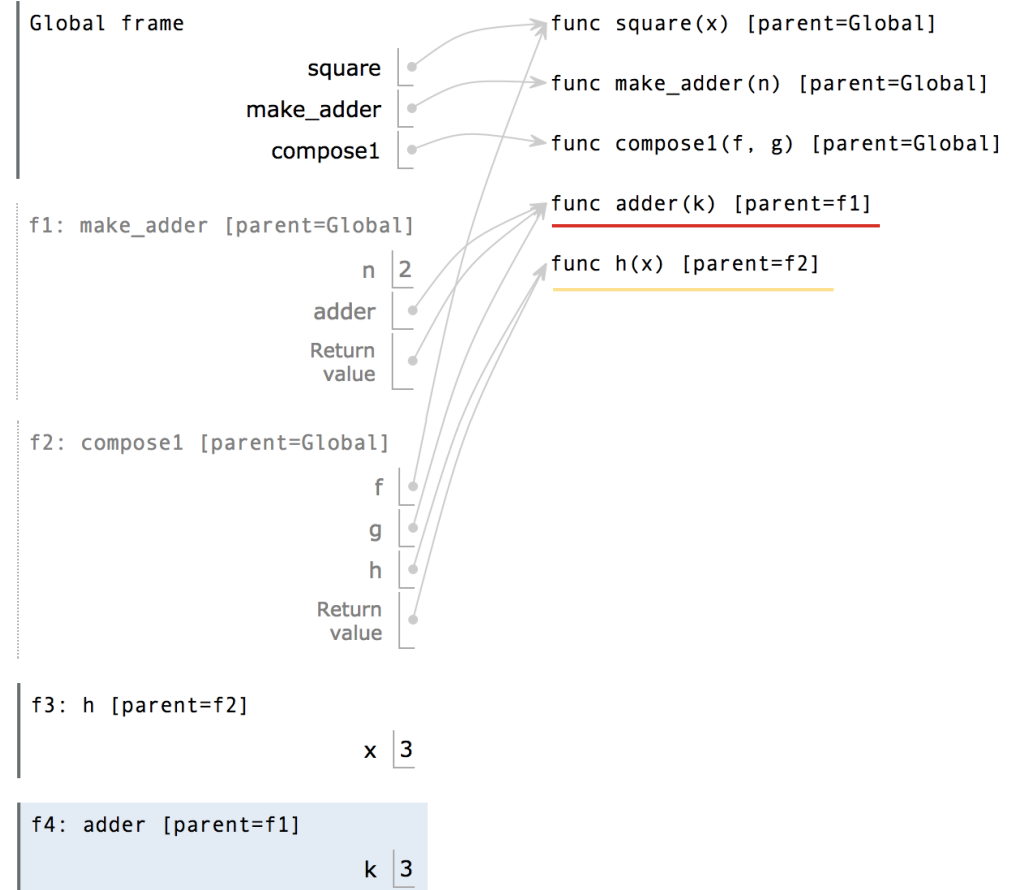 Global frame
func square(x) [parent=Global]
square
func make_adder(n) [parent=Global]
make_adder
func compose1(f, g) [parent=Global]
compose1
func adder(k) [parent=f1]
f1: make_adder [parent=Global]
func h(x) [parent=f2]
n 2
adder
Return
value
f2: compose1 [parent=Global]
f
g
h
Return
value
f3: h [parent=f2]
x 3
f4: adder [parent=f1]
k 3